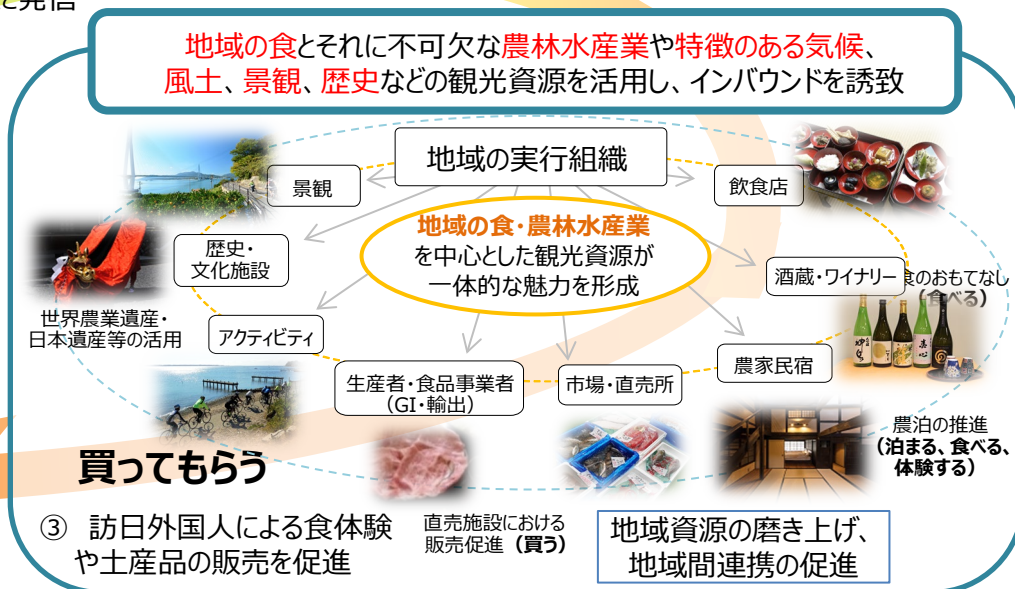 と発信
地域の食とそれに不可欠な農林水産業や特徴のある気候、
風土、景観、歴史などの観光資源を活用し、インバウンドを誘致
地域の実行組織
景観
飲食店
地域の食・農林水産業
を中心とした観光資源が
一体的な魅力を形成
歴史・
文化施設
酒蔵・ワイナリー
食のおもてなし
（食べる）
世界農業遺産・
日本遺産等の活用
アクティビティ
農家民宿
生産者・食品事業者
（GI・輸出）
市場・直売所
農泊の推進
（泊まる、食べる、
体験する）
買ってもらう
③　訪日外国人による食体験
や土産品の販売を促進
直売施設における
販売促進（買う）
地域資源の磨き上げ、
地域間連携の促進